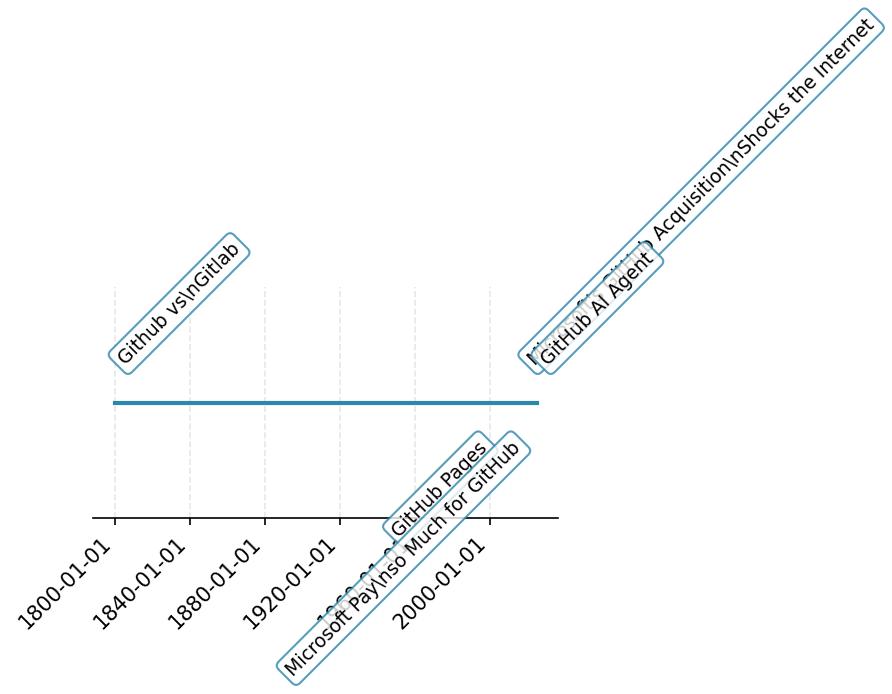 Github vs\nGitlab
GitHub Acquisition\nShocks the Internet
GitHub AI Agent
GitHub Pages
Microsoft Pay\nso Much for GitHub
1800-01-01
1840-01-01
1880-01-01
1920-01-01
2000-01-01